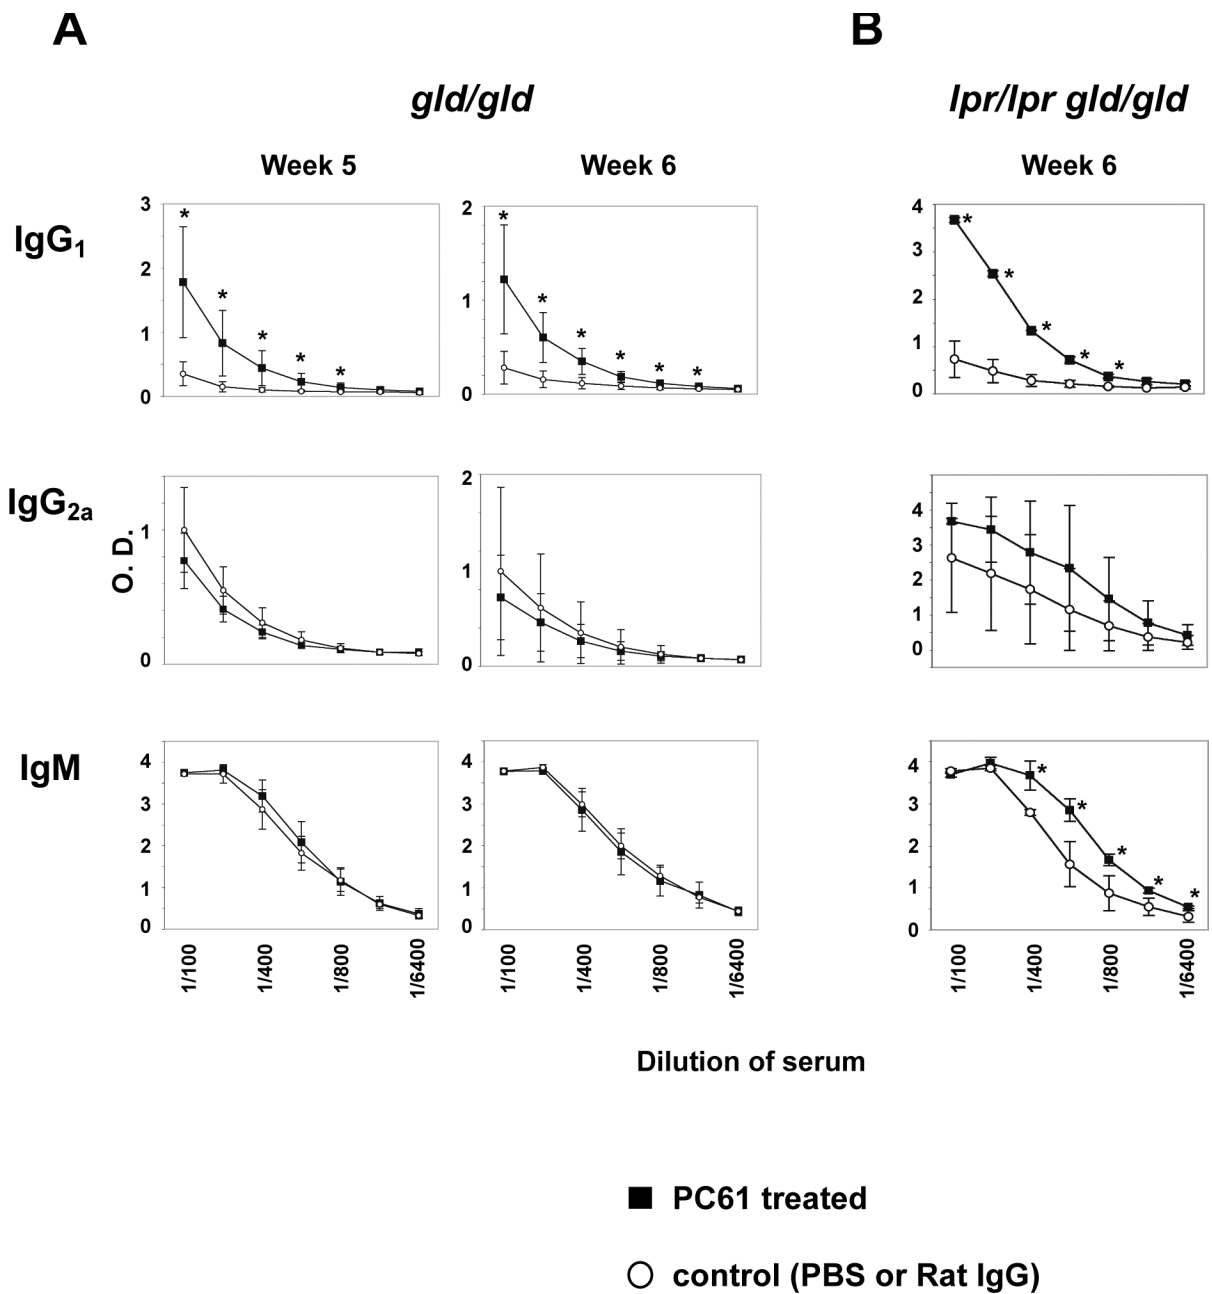 A B
gld/gld lpr/lpr gld/gld
Week 5 Week 6 Week 6
IgG1
3
2
1
0
* * * * *
2
1
0
* * * * * *
4
3
2
1
0
* * * * *
IgG2a
O. D.
1
0
2
1
0
4
3
2
1
0
IgM
4
3
2
1
0
4
3
2
1
0
4
3
2
1
0
* * * * *
1/100 1/400 1/800 1/6400
1/100 1/400 1/800 1/6400
1/100 1/400 1/800 1/6400
Dilution of serum
PC61 treated
control (PBS or Rat IgG)